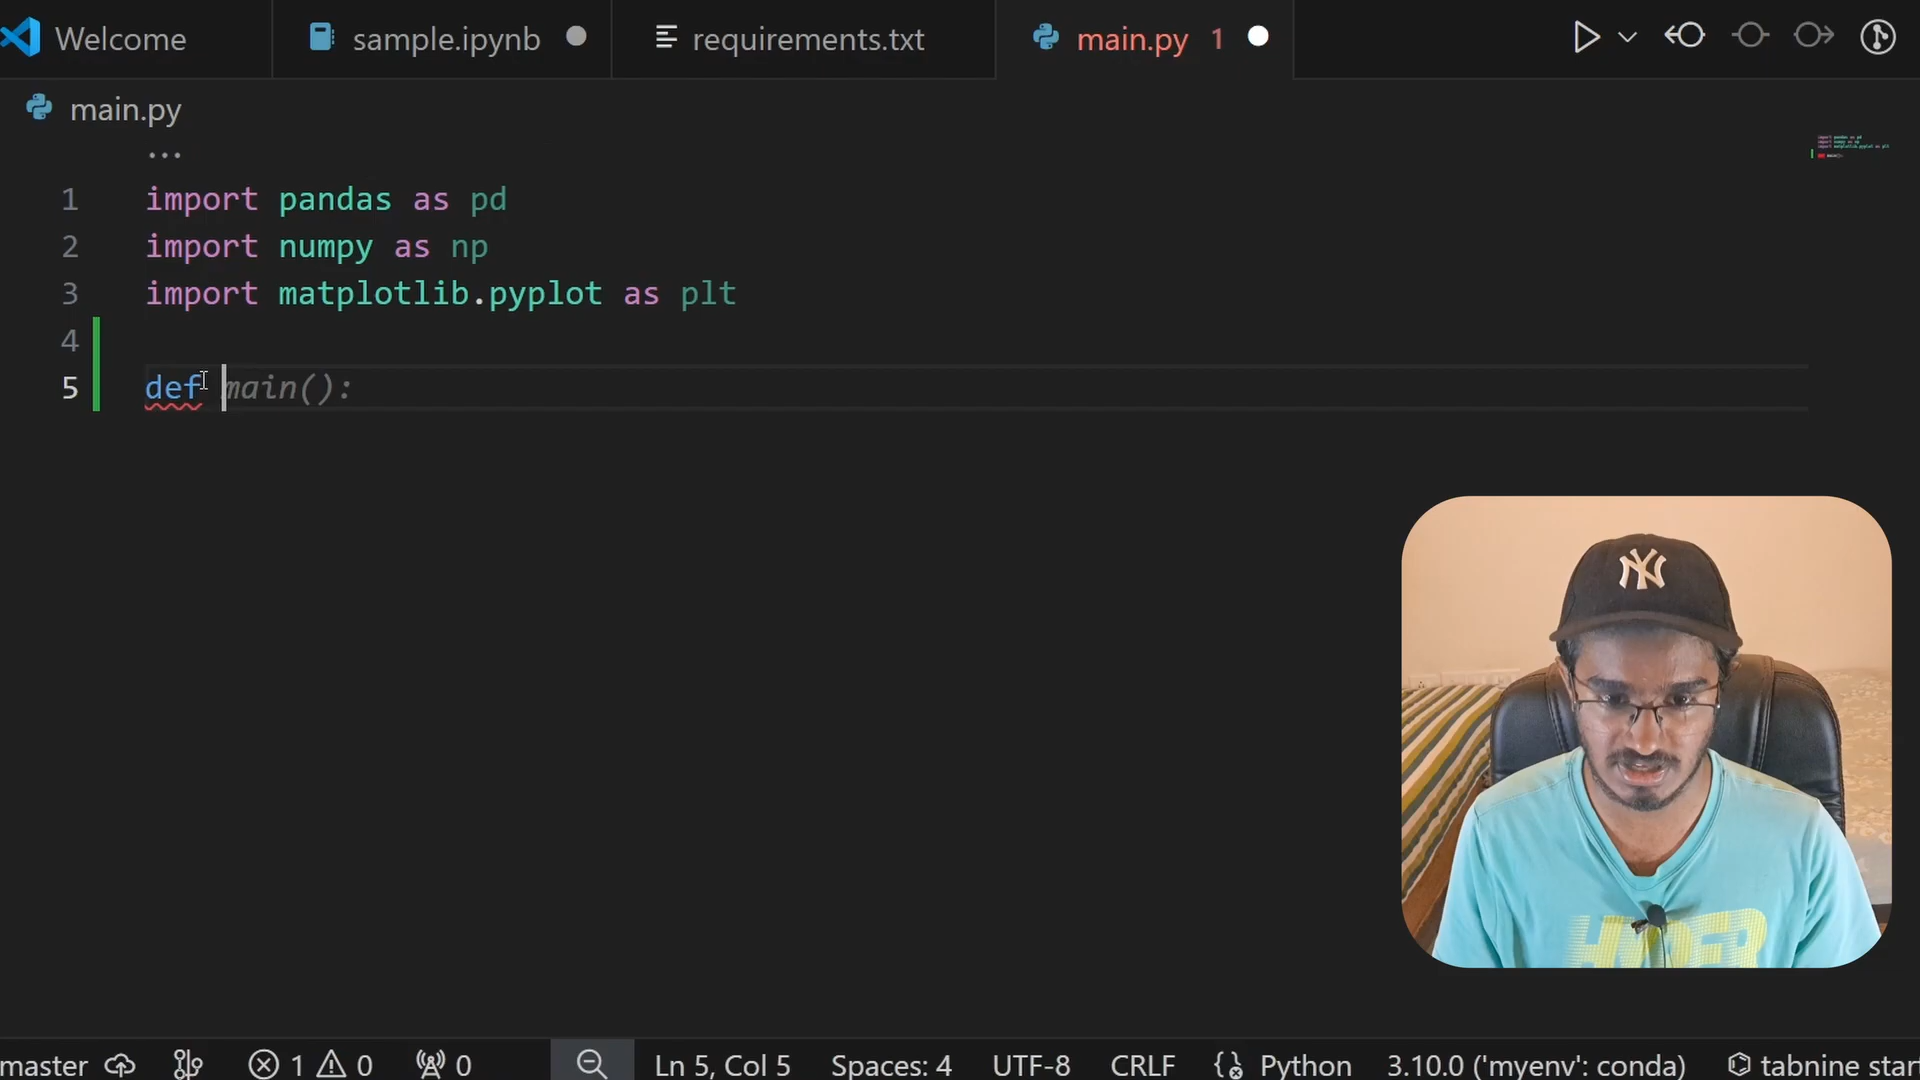 Welcome
sample.ipynb
requirements.txt
main.py 1
main.py
...
1 import pandas as pd
2 import numpy as np
3 import matplotlib.pyplot as plt
4
5 def main():
NY
HYPER
master
1 0
0
Ln 5, Col 5
Spaces: 4
UTF-8
CRLF
Python
3.10.0 ('myenv': conda)
tabnine star